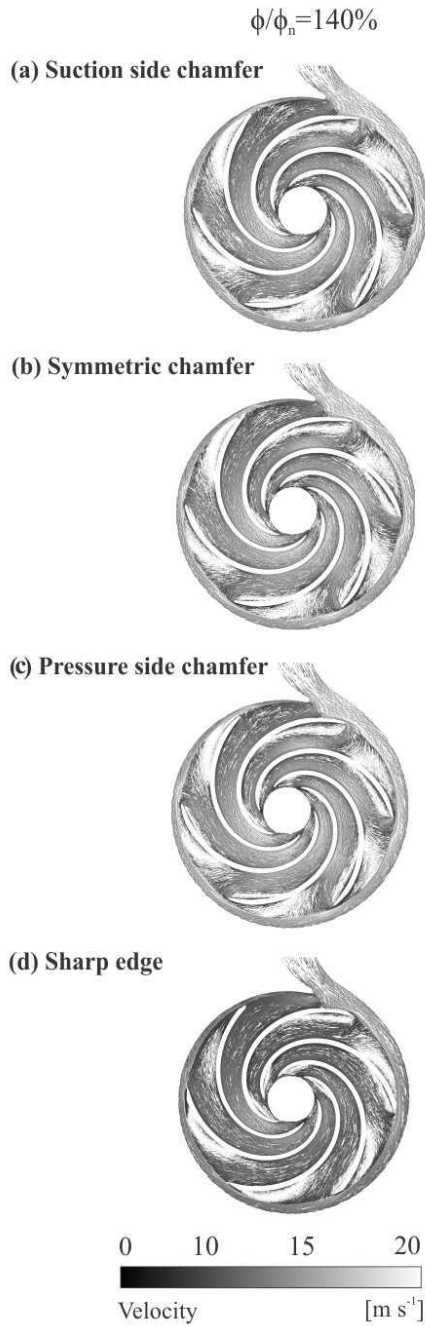 ϕ/ϕₙ=140%
(a) Suction side chamfer
(b) Symmetric chamfer
(c) Pressure side chamfer
(d) Sharp edge
0 10 15 20
Velocity [m s⁻¹]